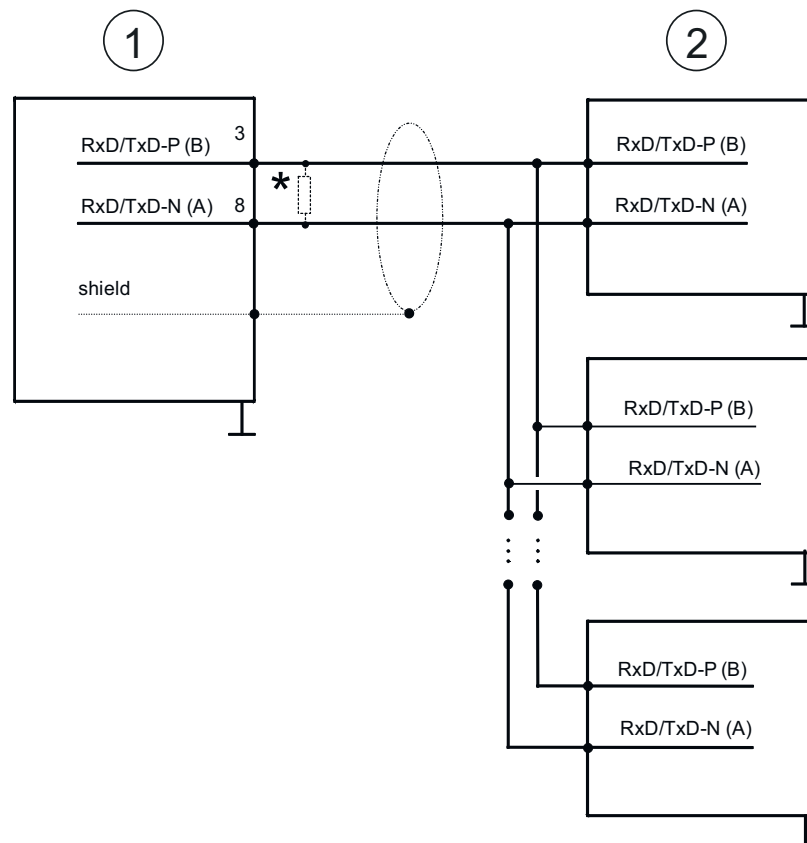 1
2
RxD/TxD-P (B) 3
RxD/TxD-N (A) 8
shield
*
RxD/TxD-P (B)
RxD/TxD-N (A)
RxD/TxD-P (B)
RxD/TxD-N (A)
RxD/TxD-P (B)
RxD/TxD-N (A)